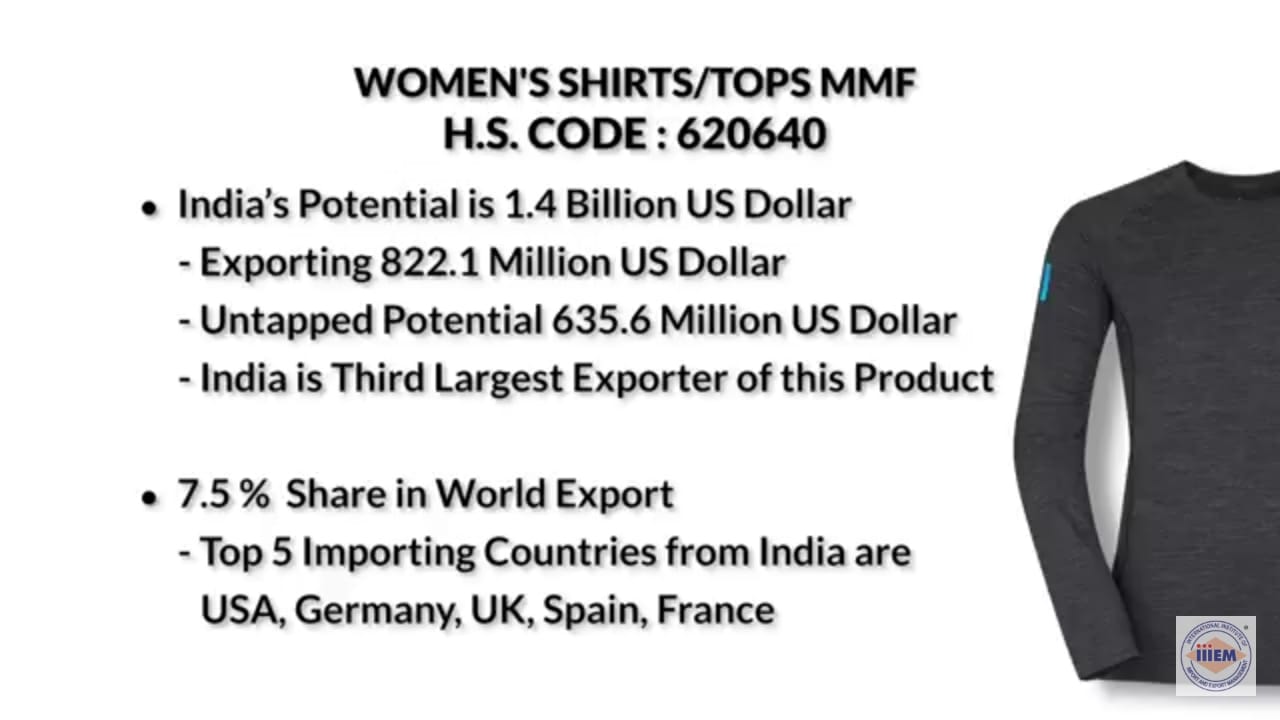 WOMEN'S SHIRTS/TOPS MMF
H.S. CODE : 620640
• India’s Potential is 1.4 Billion US Dollar
- Exporting 822.1 Million US Dollar
- Untapped Potential 635.6 Million US Dollar
- India is Third Largest Exporter of this Product
• 7.5 % Share in World Export
- Top 5 Importing Countries from India are
USA, Germany, UK, Spain, France
INTERNATIONAL INSTITUTE OF
iiiEM
IMPORT AND EXPORT MANAGEMENT